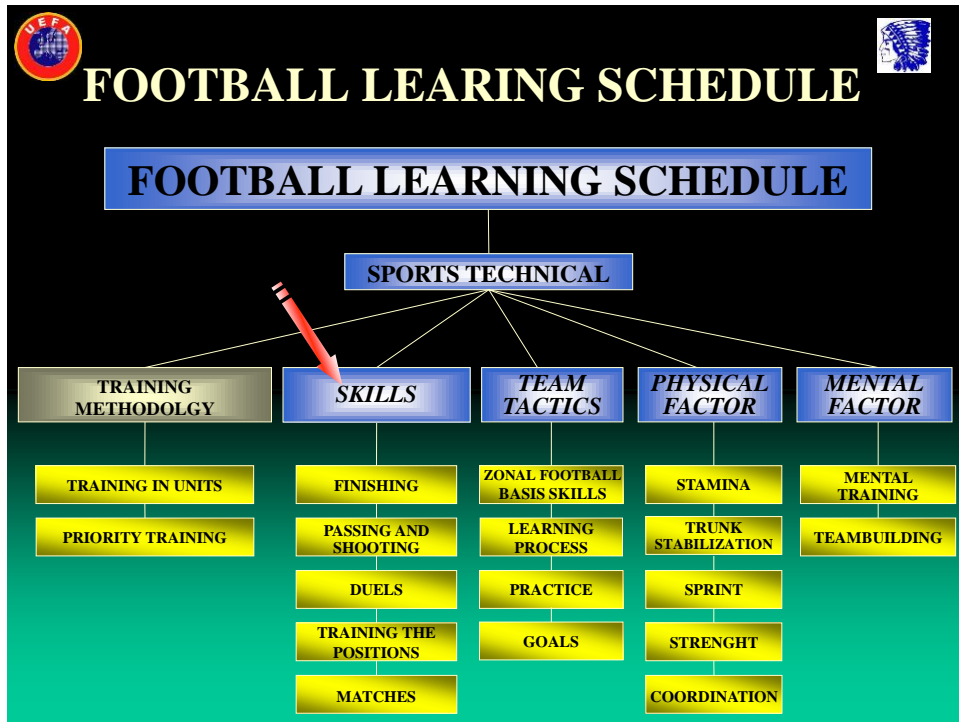 UEFA
FOOTBALL LEARING SCHEDULE
FOOTBALL LEARNING SCHEDULE
SPORTS TECHNICAL
TRAINING
METHODOLGY
SKILLS
TEAM
TACTICS
PHYSICAL
FACTOR
MENTAL
FACTOR
TRAINING IN UNITS
PRIORITY TRAINING
FINISHING
PASSING AND
SHOOTING
DUELS
TRAINING THE
POSITIONS
MATCHES
ZONAL FOOTBALL
BASIS SKILLS
LEARNING
PROCESS
PRACTICE
GOALS
STAMINA
TRUNK
STABILIZATION
SPRINT
STRENGHT
COORDINATION
MENTAL
TRAINING
TEAMBUILDING